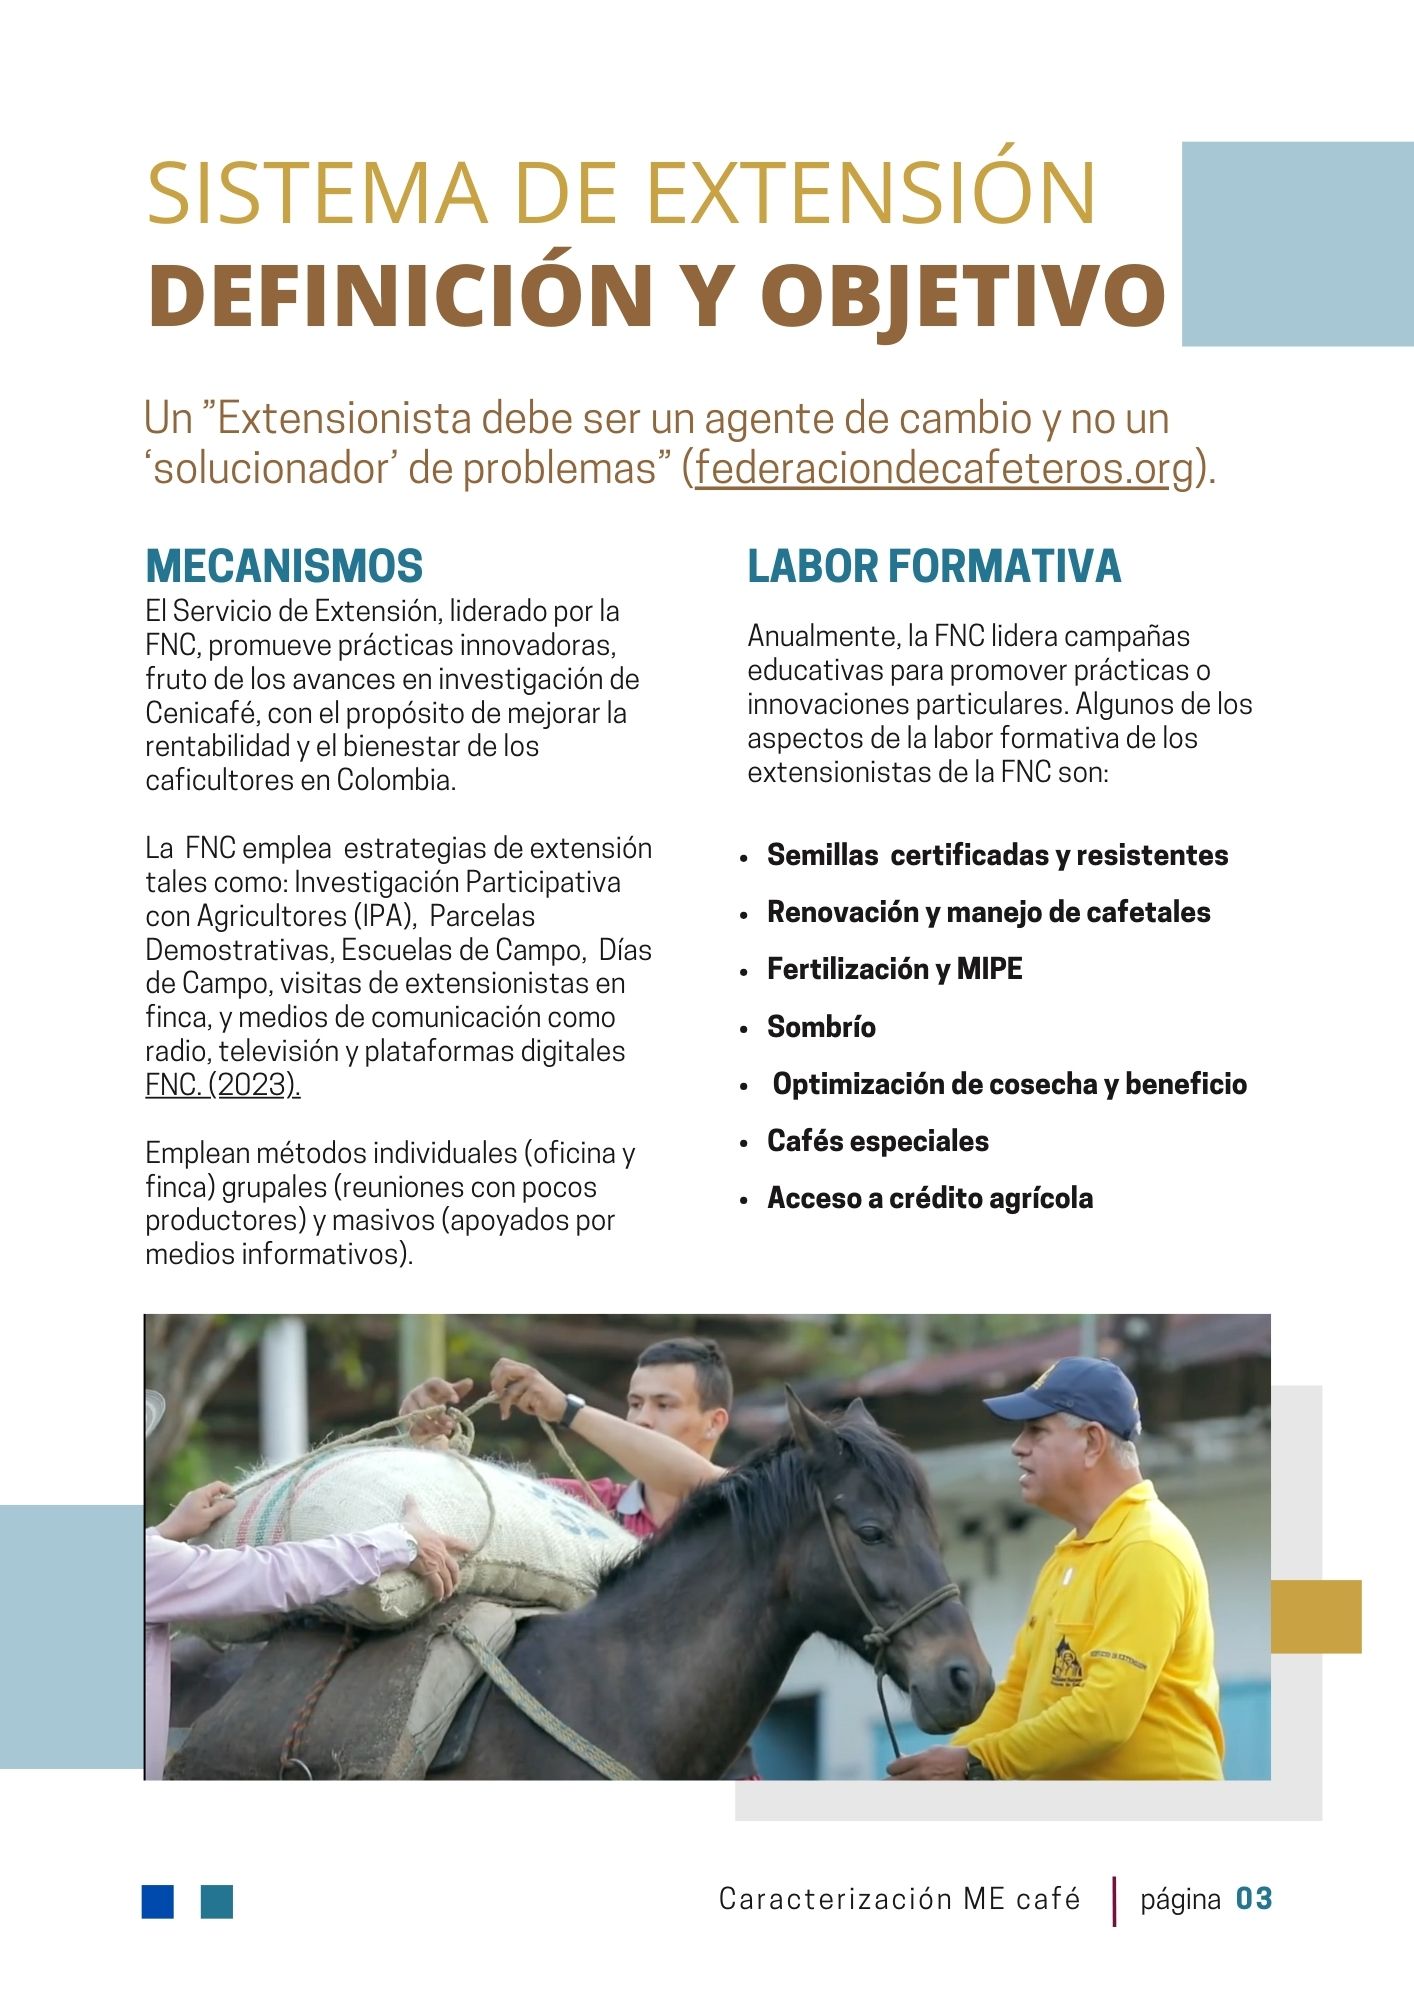 SISTEMA DE EXTENSIÓN
DEFINICIÓN Y OBJETIVO
Un ”Extensionista debe ser un agente de cambio y no un
‘solucionador’ de problemas” (federaciondecafeteros.org).
MECANISMOS
El Servicio de Extensión, liderado por la
FNC, promueve prácticas innovadoras,
fruto de los avances en investigación de
Cenicafé, con el propósito de mejorar la
rentabilidad y el bienestar de los
caficultores en Colombia.
La FNC emplea estrategias de extensión
tales como: Investigación Participativa
con Agricultores (IPA), Parcelas
Demostrativas, Escuelas de Campo, Días
de Campo, visitas de extensionistas en
finca, y medios de comunicación como
radio, televisión y plataformas digitales
FNC. (2023).
Emplean métodos individuales (oficina y
finca) grupales (reuniones con pocos
productores) y masivos (apoyados por
medios informativos).
LABOR FORMATIVA
Anualmente, la FNC lidera campañas
educativas para promover prácticas o
innovaciones particulares. Algunos de los
aspectos de la labor formativa de los
extensionistas de la FNC son:
• Semillas certificadas y resistentes
• Renovación y manejo de cafetales
• Fertilización y MIPE
• Sombrío
• Optimización de cosecha y beneficio
• Cafés especiales
• Acceso a crédito agrícola
SERVICIO DE EXTENSIÓN
Caracterización ME café | página 03